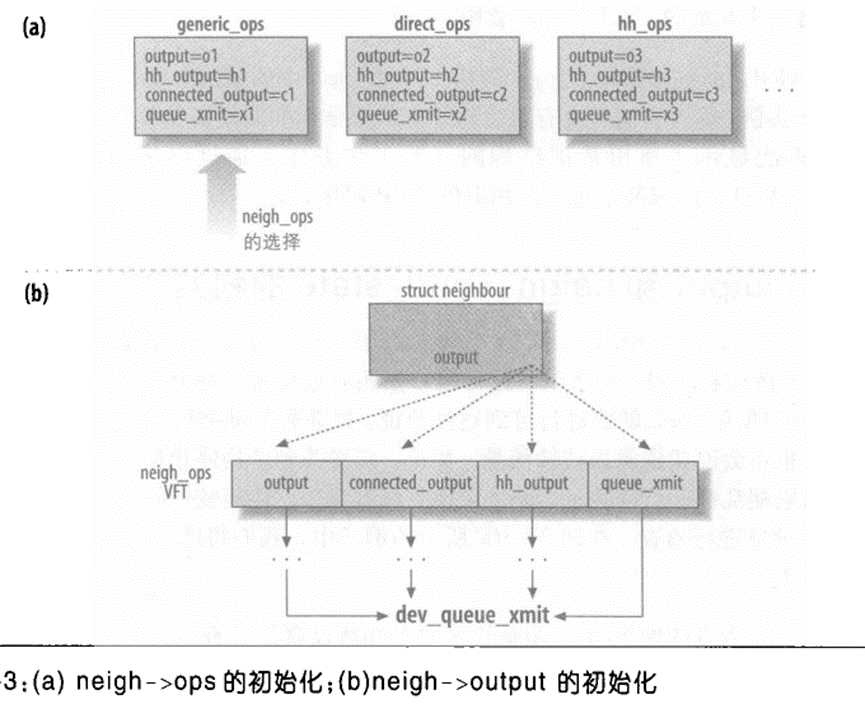 (a)
generic_ops
output=o1
hh_output=h1
connected_output=c1
queue_xmit=x1
direct_ops
output=o2
hh_output=h2
connected_output=c2
queue_xmit=x2
hh_ops
output=o3
hh_output=h3
connected_output=c3
queue_xmit=x3
...
neigh_ops
的选择
(b)
struct neighbour
output
neigh_ops
VFT
output
connected_output
hh_output
queue_xmit
...
...
...
dev_queue_xmit
-3:(a) neigh->ops 的初始化;(b)neigh->output 的初始化